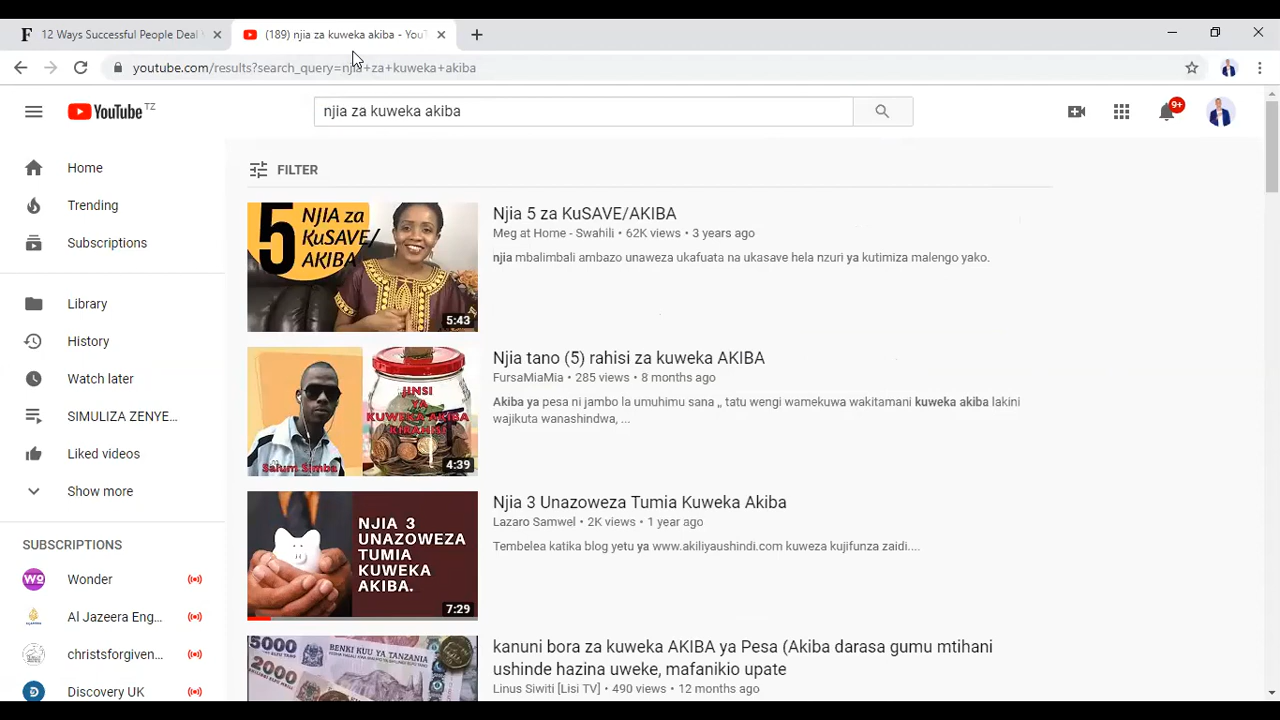 12 Ways Successful People Deal
(189) njia za kuweka akiba - YouT
youtube.com/results?search_query=njia+za+kuweka+akiba
YouTube TZ
njia za kuweka akiba
9+
Home
Trending
Subscriptions
Library
History
Watch later
SIMULIZA ZENYE...
Liked videos
Show more
SUBSCRIPTIONS
Wonder
Al Jazeera Eng...
christsforgiven...
Discovery UK
FILTER
5 NJIA za
KuSAVE/
AKIBA
5:43
Njia 5 za KuSAVE/AKIBA
Meg at Home - Swahili • 62K views • 3 years ago
njia mbalimbali ambazo unaweza ukafuata na ukasave hela nzuri ya kutimiza malengo yako.
JINSI
YA
KUWEKA AKIBA
KIRAHISI
Salum Simba
4:39
Njia tano (5) rahisi za kuweka AKIBA
FursaMiaMia • 285 views • 8 months ago
Akiba ya pesa ni jambo la umuhimu sana ,, tatu wengi wamekuwa wakitamani kuweka akiba lakini
wajikuta wanashindwa, ...
NJIA 3
UNAZOWEZA
TUMIA
KUWEKA
AKIBA.
7:29
Njia 3 Unazoweza Tumia Kuweka Akiba
Lazaro Samwel • 2K views • 1 year ago
Tembelea katika blog yetu ya www.akiliyaushindi.com kuweza kujifunza zaidi....
5000
BENKI KUU YA TANZANIA
2000
kanuni bora za kuweka AKIBA ya Pesa (Akiba darasa gumu mtihani
ushinde hazina uweke, mafanikio upate
Linus Siwiti [Lisi TV] • 490 views • 12 months ago